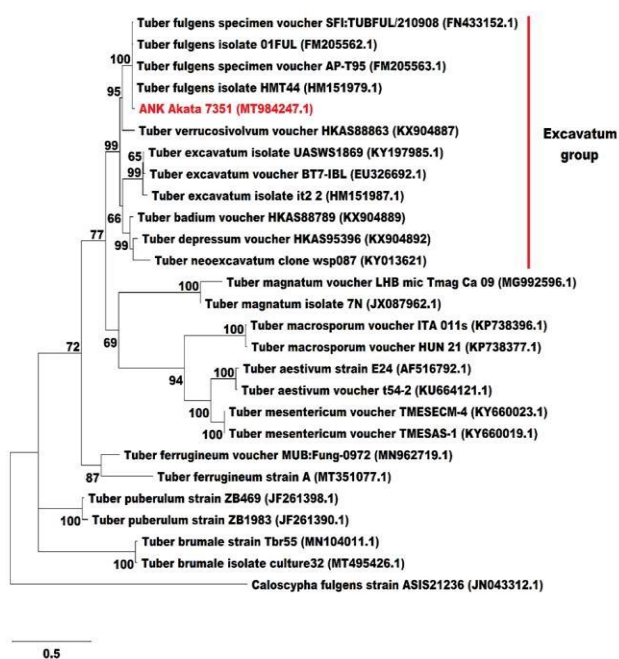 Tuber fulgens specimen voucher SFI:TUBFUL/210908 (FN433152.1)
Tuber fulgens isolate 01FUL (FM205562.1)
100
Tuber fulgens specimen voucher AP-T95 (FM205563.1)
95
Tuber fulgens isolate HMT44 (HM151979.1)
ANK Akata 7351 (MT984247.1)
Tuber verrucosivolvum voucher HKAS88863 (KX904887)
Excavatum
group
99
65
Tuber excavatum isolate UASWS1869 (KY197985.1)
99
Tuber excavatum voucher BT7-IBL (EU326692.1)
Tuber excavatum isolate it2 2 (HM151987.1)
66
Tuber badium voucher HKAS88789 (KX904889)
77
99
Tuber depressum voucher HKAS95396 (KX904892)
Tuber neoexcavatum clone wsp087 (KY013621)
100
Tuber magnatum voucher LHB mic Tmag Ca 09 (MG992596.1)
Tuber magnatum isolate 7N (JX087962.1)
100
Tuber macrosporum voucher ITA 011s (KP738396.1)
72
69
Tuber macrosporum voucher HUN 21 (KP738377.1)
94
100
Tuber aestivum strain E24 (AF516792.1)
Tuber aestivum voucher t54-2 (KU664121.1)
100
Tuber mesentericum voucher TMESECM-4 (KY660023.1)
100
Tuber mesentericum voucher TMESAS-1 (KY660019.1)
Tuber ferrugineum voucher MUB:Fung-0972 (MN962719.1)
87
Tuber ferrugineum strain A (MT351077.1)
Tuber puberulum strain ZB469 (JF261398.1)
100
Tuber puberulum strain ZB1983 (JF261390.1)
Tuber brumale strain Tbr55 (MN104011.1)
100
Tuber brumale isolate culture32 (MT495426.1)
Caloscypha fulgens strain ASIS21236 (JN043312.1)
0.5